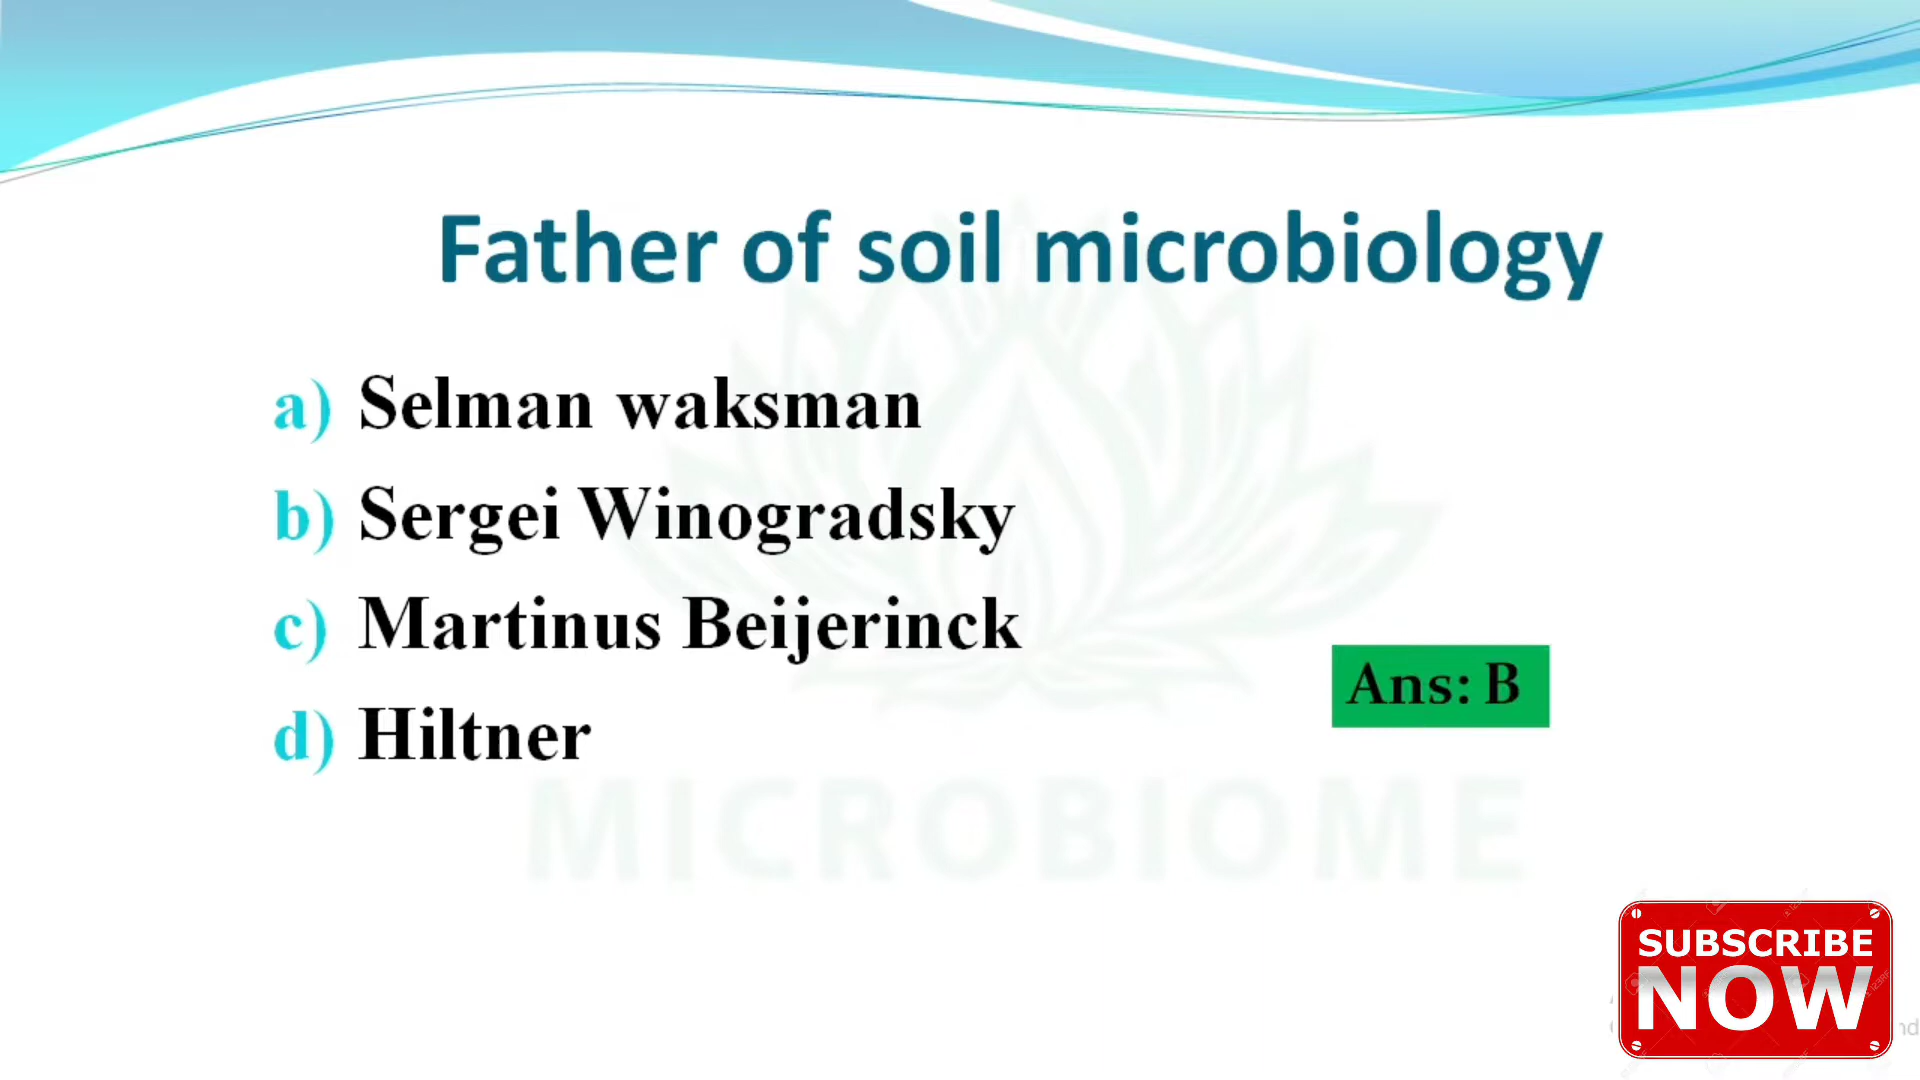 Father of soil microbiology
a) Selman waksman
b) Sergei Winogradsky
c) Martinus Beijerinck
d) Hiltner
Ans: B
MICROBIOME
SUBSCRIBE
NOW